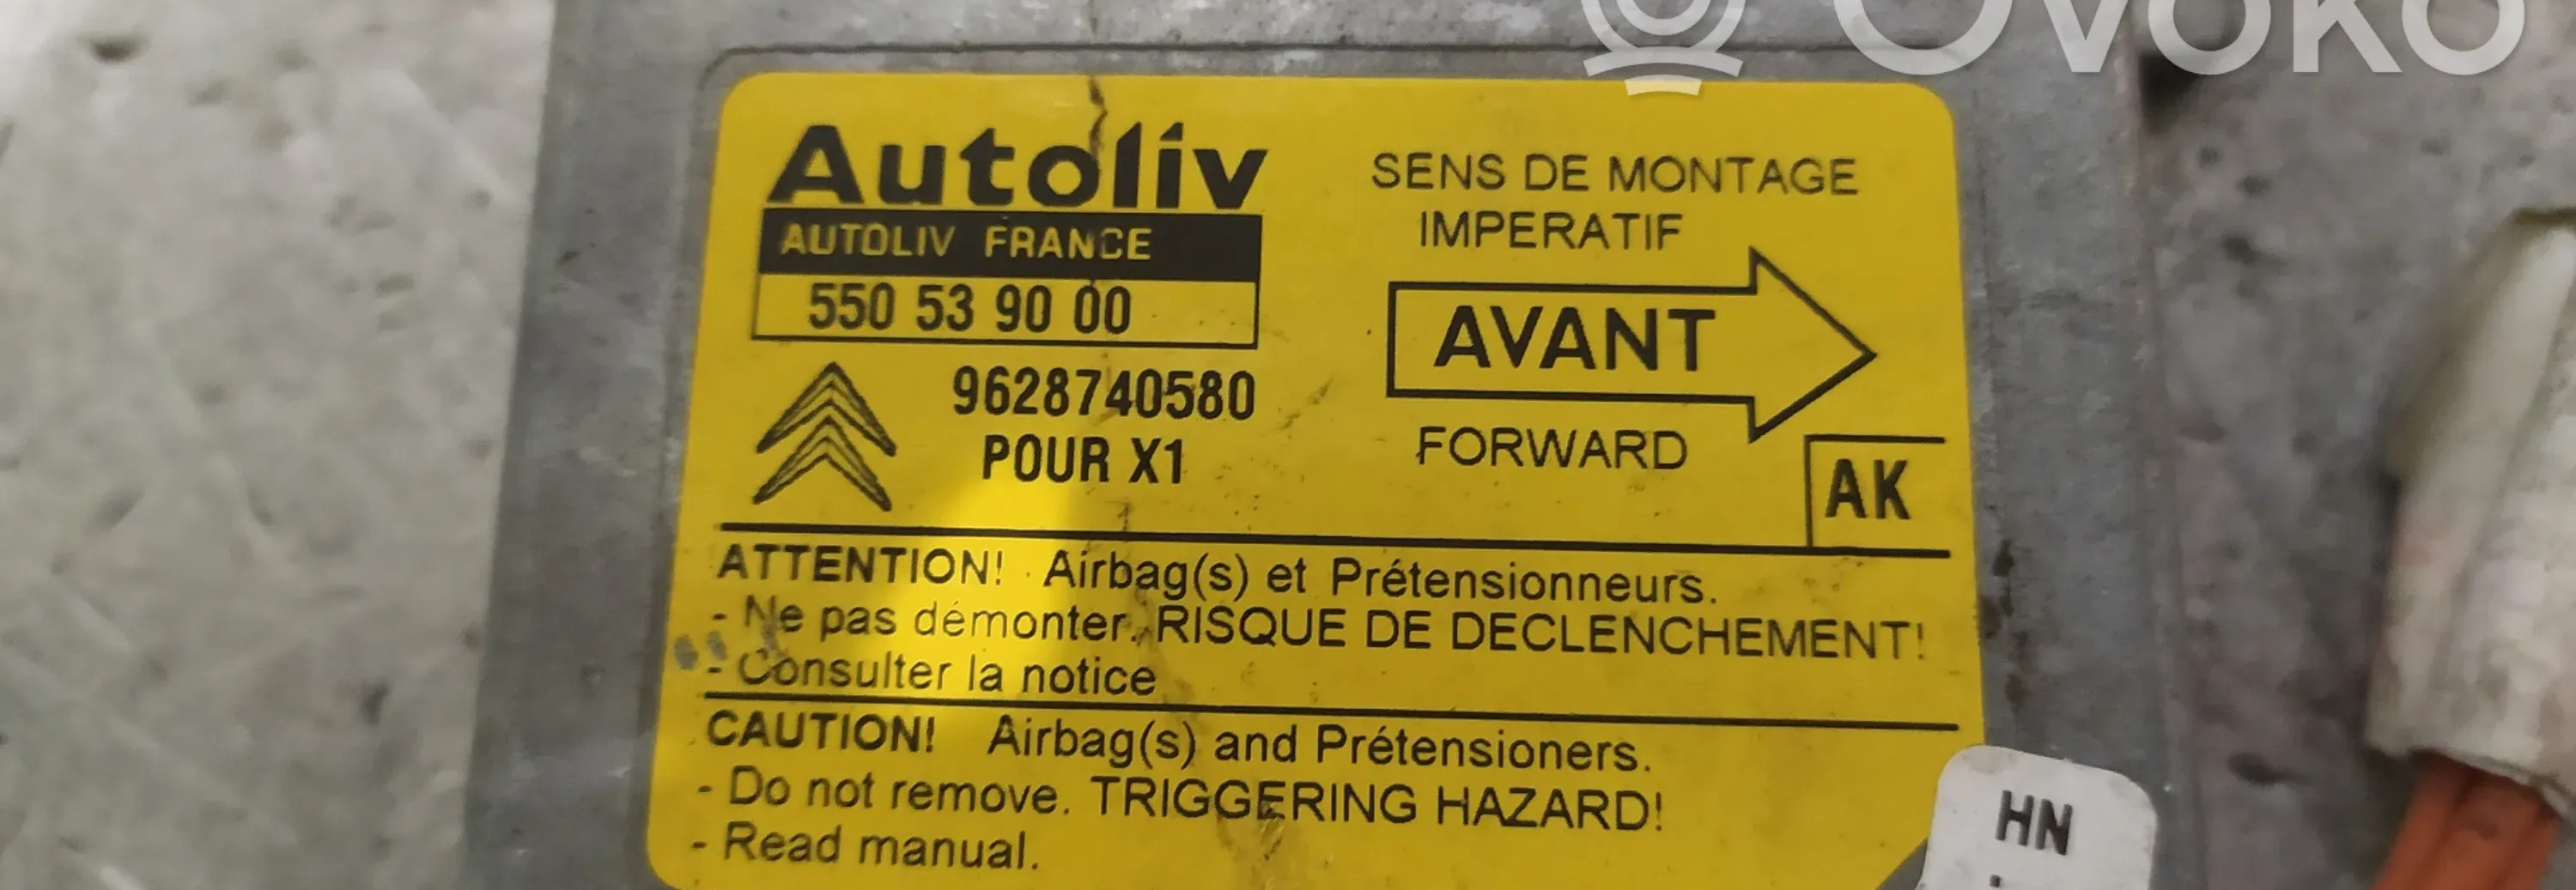 OVOKO
Autoliv
AUTOLIV FRANCE
550 53 90 00
9628740580
POUR X1
SENS DE MONTAGE
IMPERATIF
AVANT
FORWARD
AK
ATTENTION! Airbag(s) et Prétensionneurs.
- Ne pas démonter. RISQUE DE DECLENCHEMENT!
- Consulter la notice
CAUTION! Airbag(s) and Prétensioners.
- Do not remove. TRIGGERING HAZARD!
- Read manual.
HN